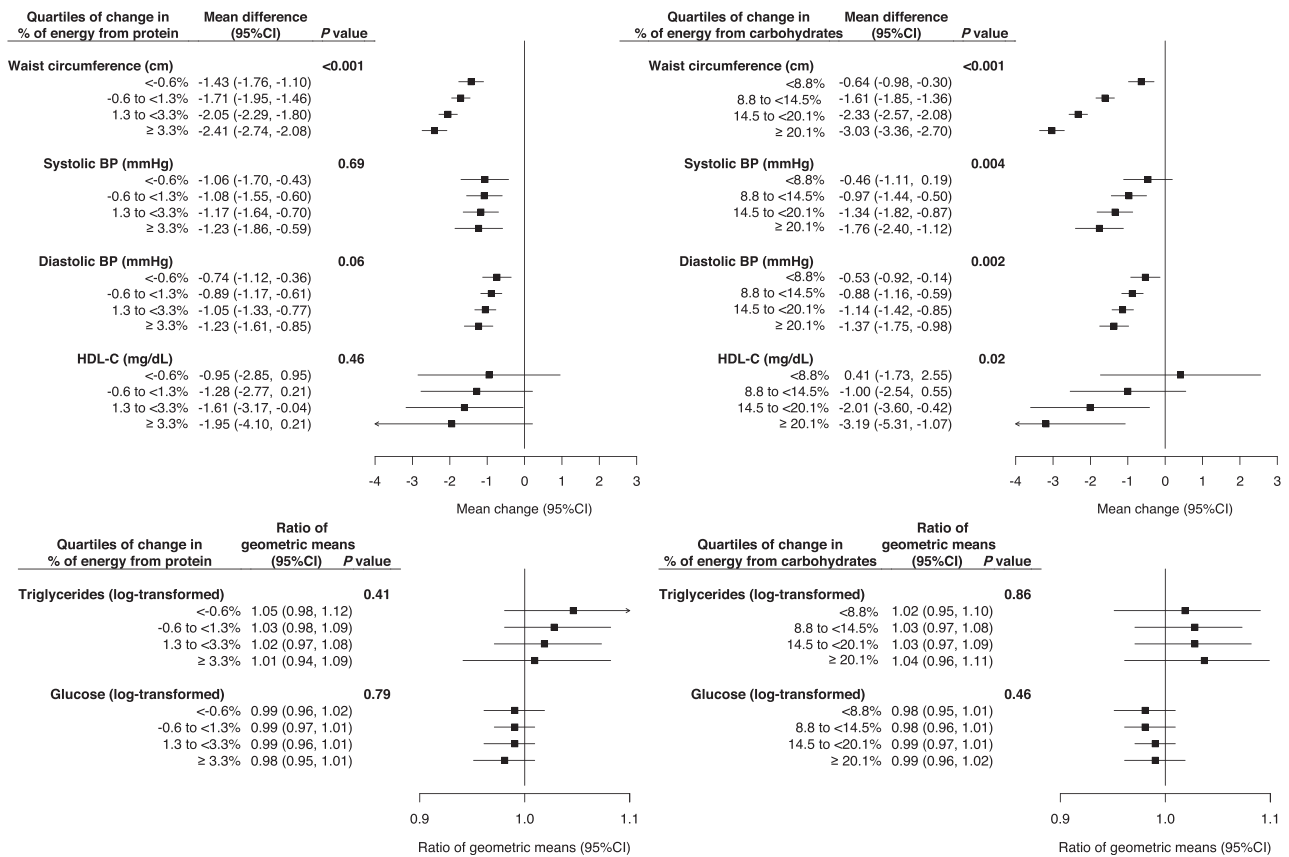 Quartiles of change in Mean difference
% of energy from protein (95%CI) P value
Waist circumference (cm) <0.001
<-0.6% -1.43 (-1.76, -1.10)
-0.6 to <1.3% -1.71 (-1.95, -1.46)
1.3 to <3.3% -2.05 (-2.29, -1.80)
≥ 3.3% -2.41 (-2.74, -2.08)
Systolic BP (mmHg) 0.69
<-0.6% -1.06 (-1.70, -0.43)
-0.6 to <1.3% -1.08 (-1.55, -0.60)
1.3 to <3.3% -1.17 (-1.64, -0.70)
≥ 3.3% -1.23 (-1.86, -0.59)
Diastolic BP (mmHg) 0.06
<-0.6% -0.74 (-1.12, -0.36)
-0.6 to <1.3% -0.89 (-1.17, -0.61)
1.3 to <3.3% -1.05 (-1.33, -0.77)
≥ 3.3% -1.23 (-1.61, -0.85)
HDL-C (mg/dL) 0.46
<-0.6% -0.95 (-2.85, 0.95)
-0.6 to <1.3% -1.28 (-2.77, 0.21)
1.3 to <3.3% -1.61 (-3.17, -0.04)
≥ 3.3% -1.95 (-4.10, 0.21)
-4 -3 -2 -1 0 1 2 3
Mean change (95%CI)
Quartiles of change in Mean difference
% of energy from carbohydrates (95%CI) P value
Waist circumference (cm) <0.001
<8.8% -0.64 (-0.98, -0.30)
8.8 to <14.5% -1.61 (-1.85, -1.36)
14.5 to <20.1% -2.33 (-2.57, -2.08)
≥ 20.1% -3.03 (-3.36, -2.70)
Systolic BP (mmHg) 0.004
<8.8% -0.46 (-1.11, 0.19)
8.8 to <14.5% -0.97 (-1.44, -0.50)
14.5 to <20.1% -1.34 (-1.82, -0.87)
≥ 20.1% -1.76 (-2.40, -1.12)
Diastolic BP (mmHg) 0.002
<8.8% -0.53 (-0.92, -0.14)
8.8 to <14.5% -0.88 (-1.16, -0.59)
14.5 to <20.1% -1.14 (-1.42, -0.85)
≥ 20.1% -1.37 (-1.75, -0.98)
HDL-C (mg/dL) 0.02
<8.8% 0.41 (-1.73, 2.55)
8.8 to <14.5% -1.00 (-2.54, 0.55)
14.5 to <20.1% -2.01 (-3.60, -0.42)
≥ 20.1% -3.19 (-5.31, -1.07)
-4 -3 -2 -1 0 1 2 3
Mean change (95%CI)
Ratio of
Quartiles of change in geometric means
% of energy from protein (95%CI) P value
Triglycerides (log-transformed) 0.41
<-0.6% 1.05 (0.98, 1.12)
-0.6 to <1.3% 1.03 (0.98, 1.09)
1.3 to <3.3% 1.02 (0.97, 1.08)
≥ 3.3% 1.01 (0.94, 1.09)
Glucose (log-transformed) 0.79
<-0.6% 0.99 (0.96, 1.02)
-0.6 to <1.3% 0.99 (0.97, 1.01)
1.3 to <3.3% 0.99 (0.96, 1.01)
≥ 3.3% 0.98 (0.95, 1.01)
0.9 1.0 1.1
Ratio of geometric means (95%CI)
Ratio of
Quartiles of change in geometric means
% of energy from carbohydrates (95%CI) P value
Triglycerides (log-transformed) 0.86
<8.8% 1.02 (0.95, 1.10)
8.8 to <14.5% 1.03 (0.97, 1.08)
14.5 to <20.1% 1.03 (0.97, 1.09)
≥ 20.1% 1.04 (0.96, 1.11)
Glucose (log-transformed) 0.46
<8.8% 0.98 (0.95, 1.01)
8.8 to <14.5% 0.98 (0.96, 1.01)
14.5 to <20.1% 0.99 (0.97, 1.01)
≥ 20.1% 0.99 (0.96, 1.02)
0.9 1.0 1.1
Ratio of geometric means (95%CI)